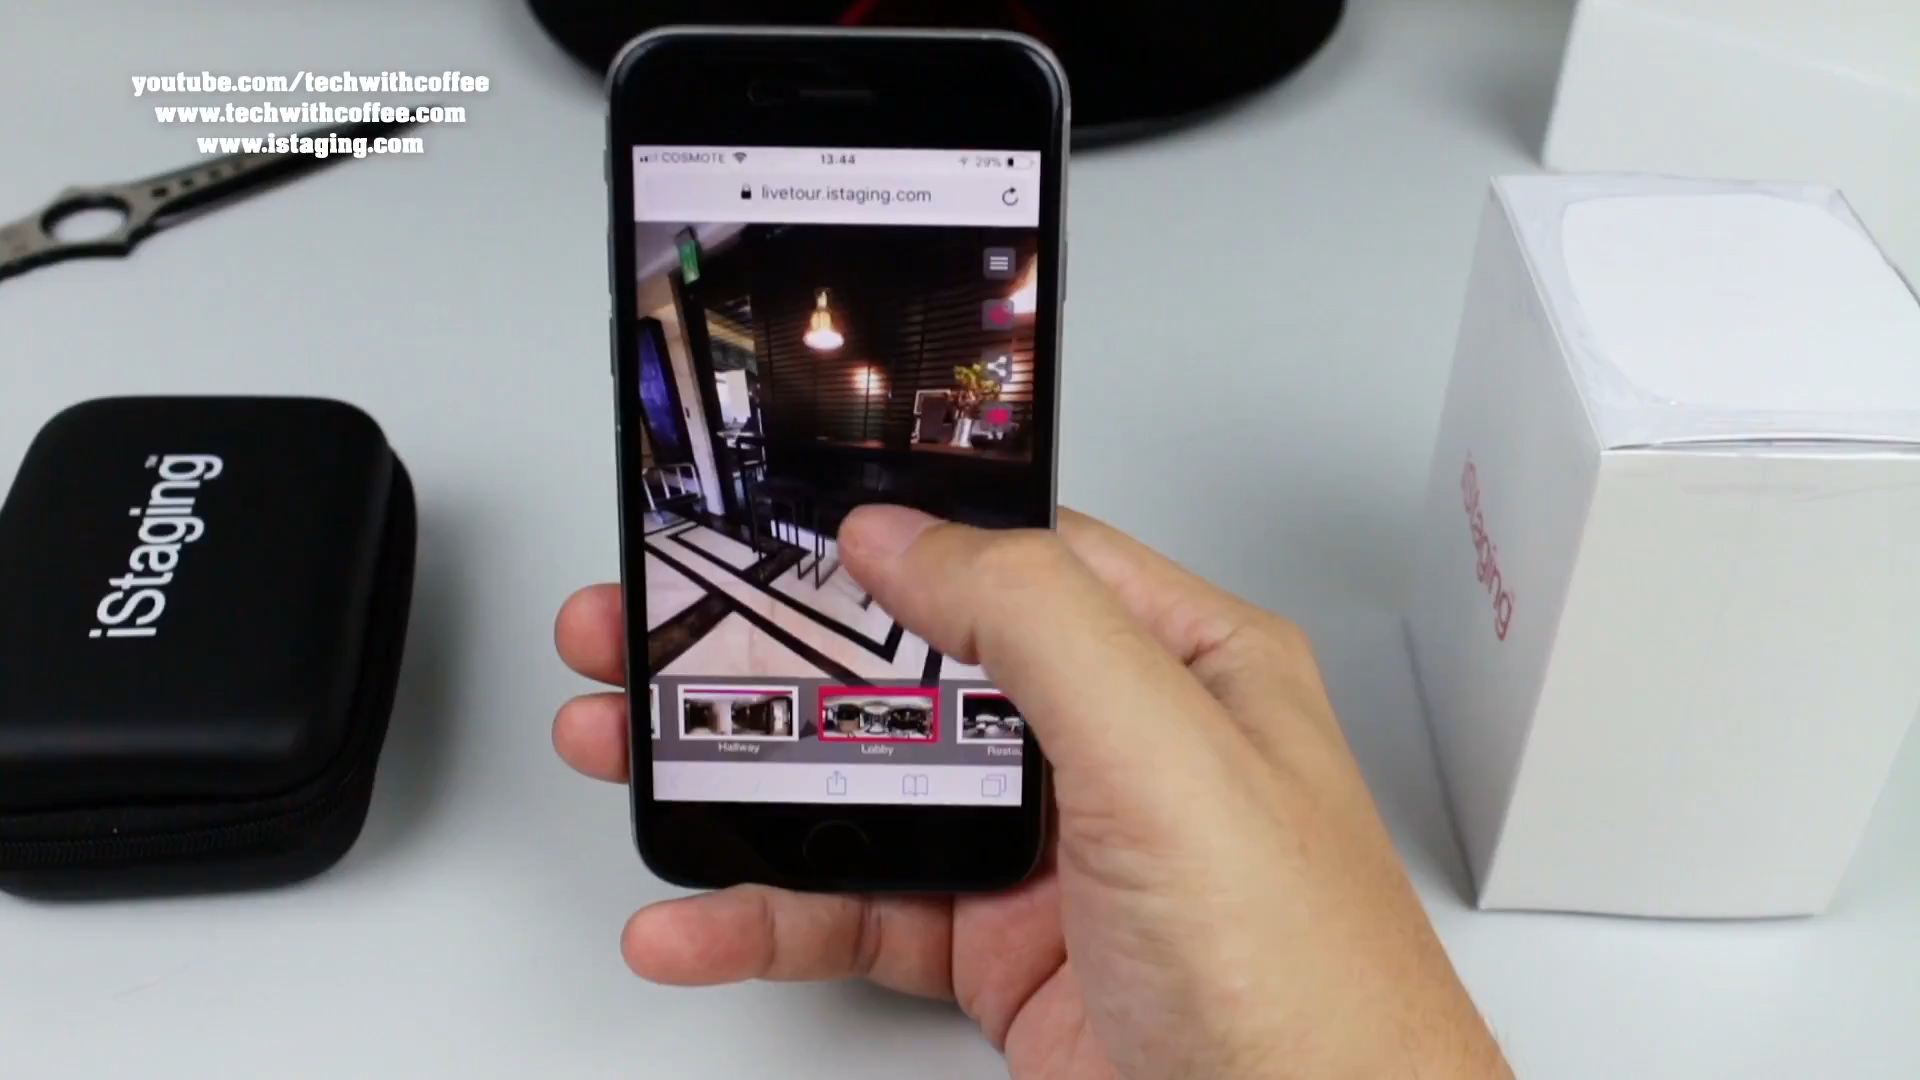 youtube.com/techwithcoffee
www.techwithcoffee.com
www.istaging.com
COSMOTE
13:44
29%
livetour.istaging.com
iStaging™
iStaging
Hallway
Lobby